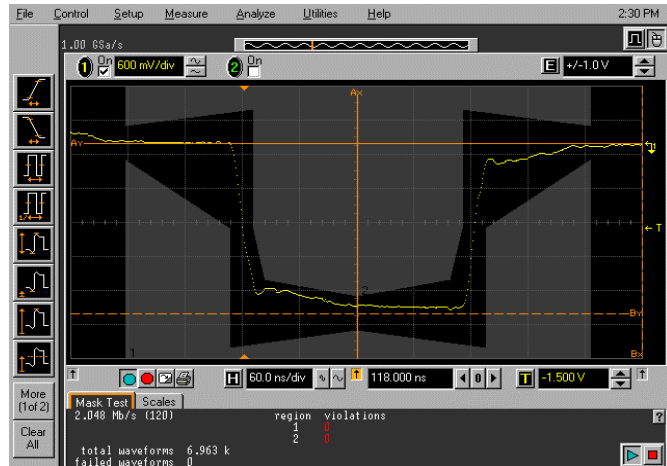 File Control Setup Measure Analyze Utilities Help 2:30 PM
1.00 GSa/s
1 On 600 mV/div 2 On E +/-1.0 V
Ax
Ay
T
2
By
1
Bx
H 60.0 ns/div 118.000 ns 0 T -1.500 V
More
(1of 2)
Clear
All
Mask Test Scales
2.048 Mb/s (120) region violations
1 0
2 0
total waveforms 6.963 k
failed waveforms 0
?